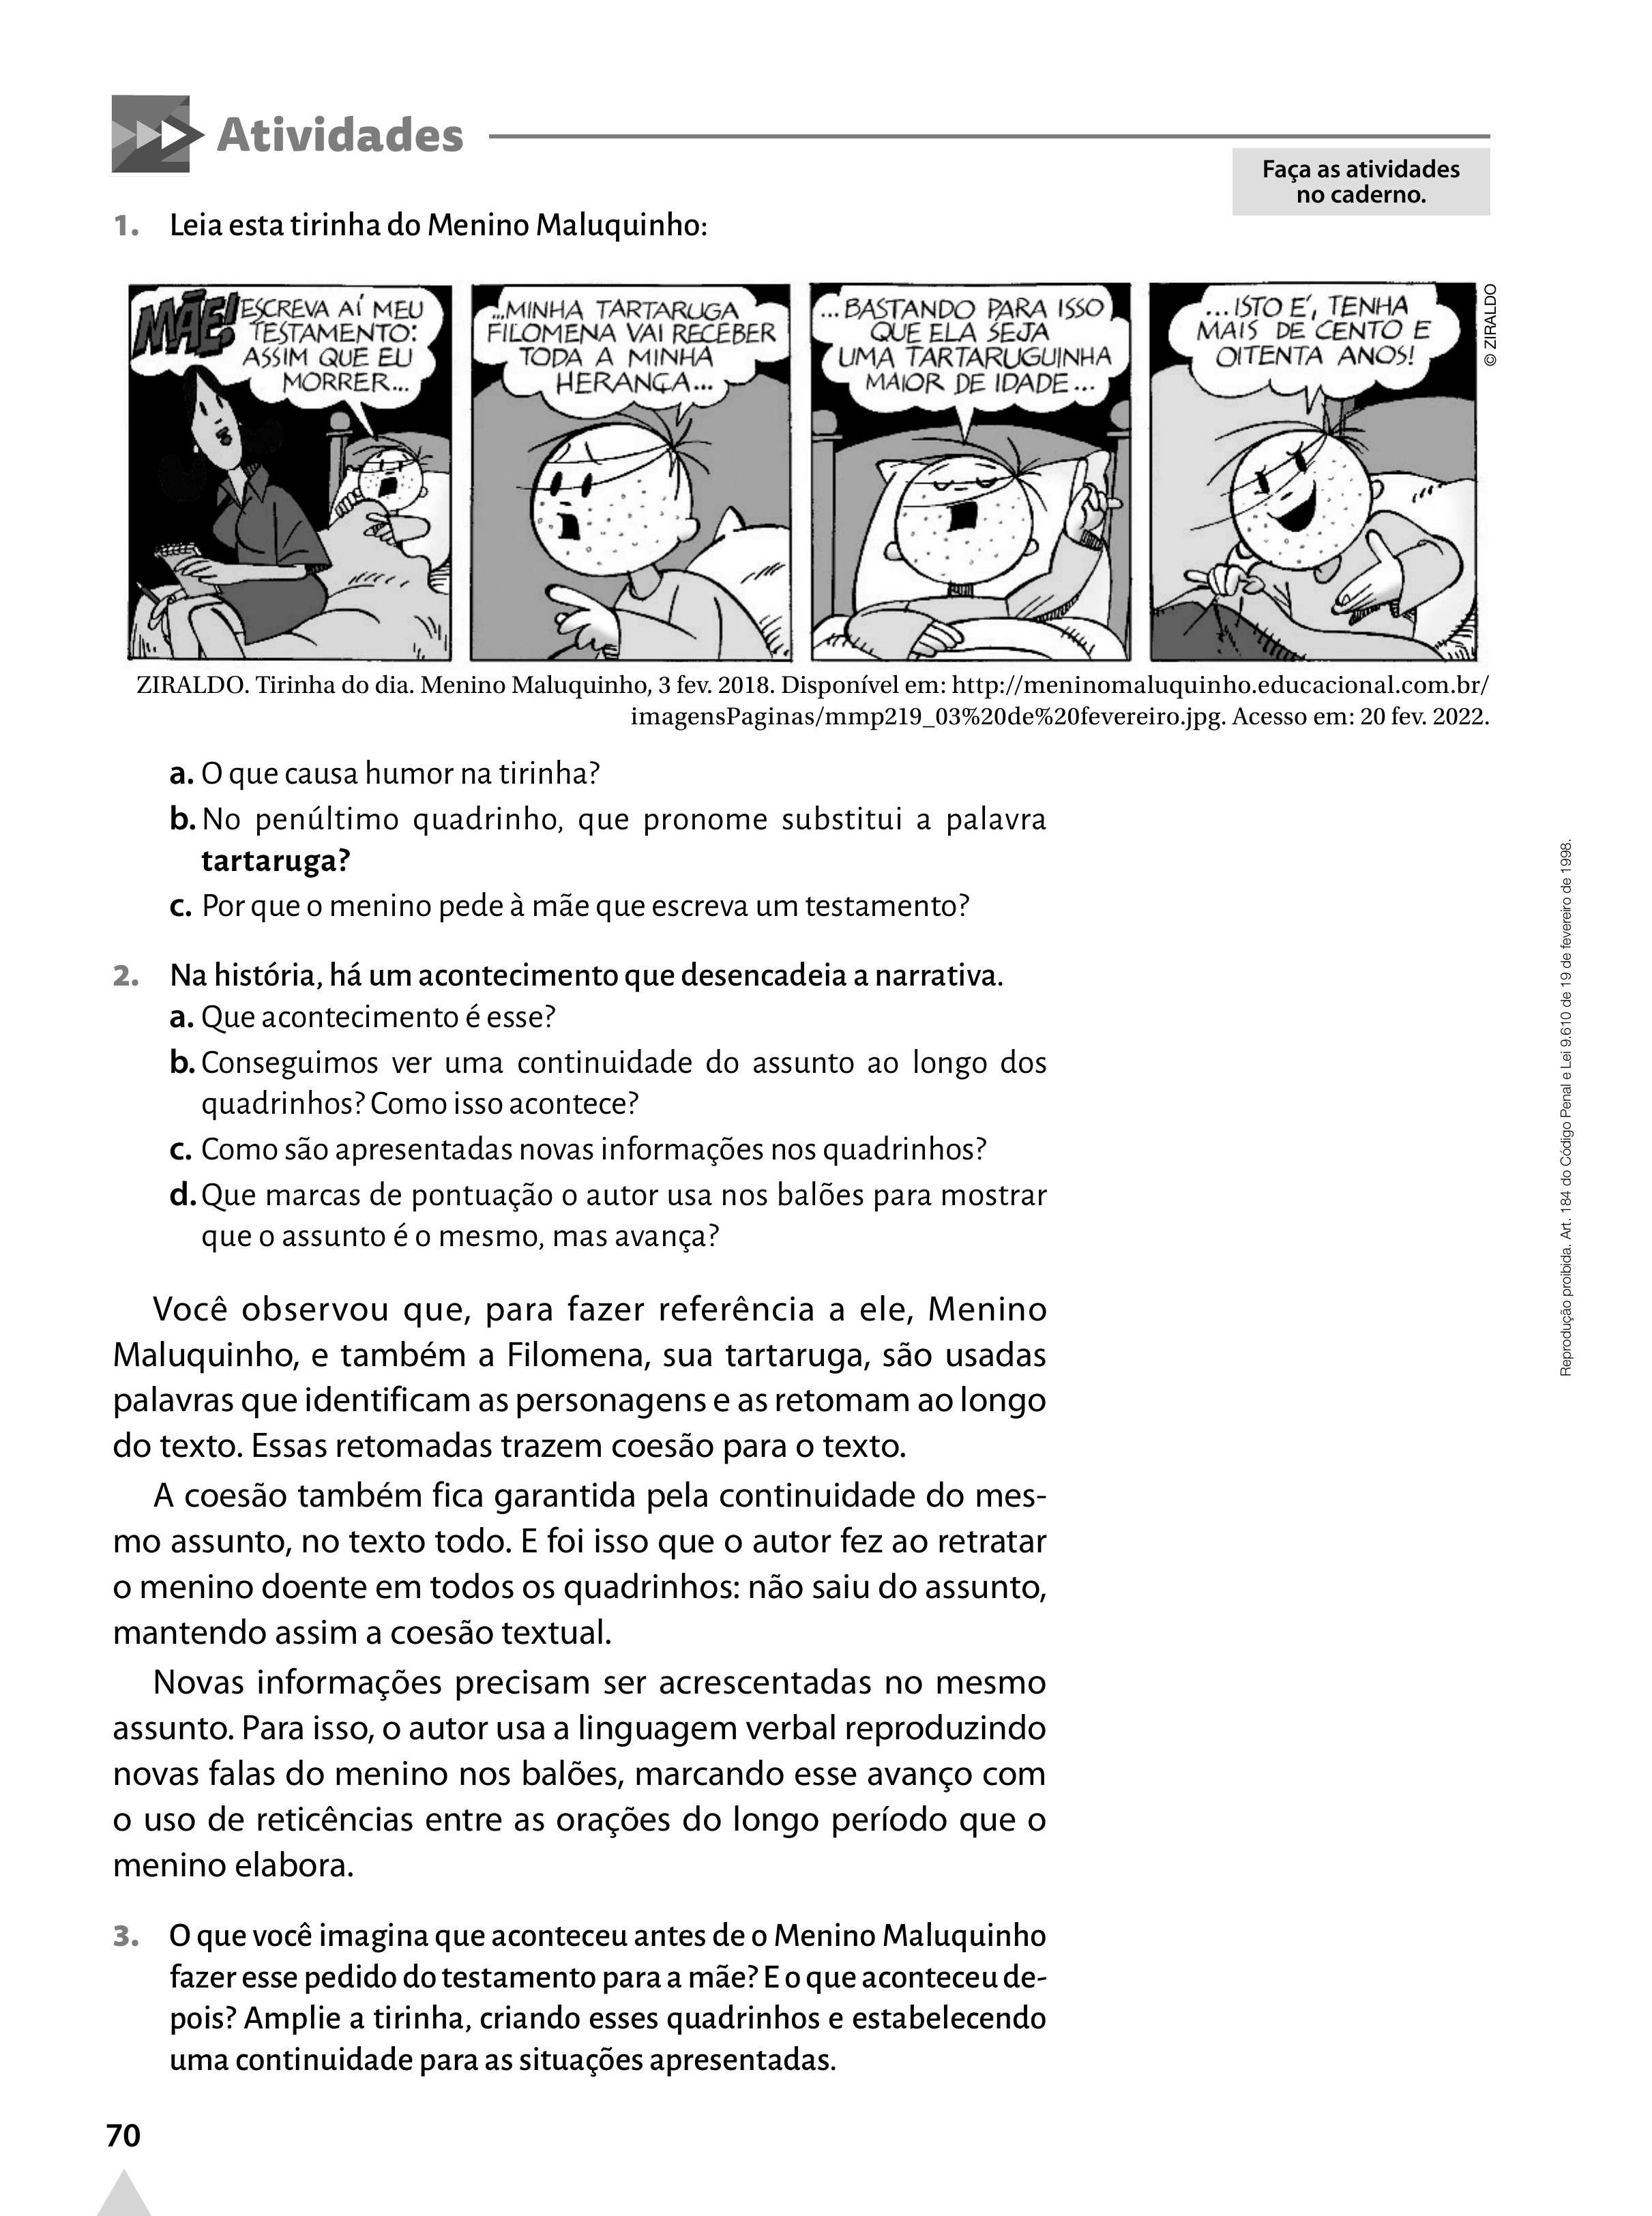 Atividades
Faça as atividades
no caderno.
1. Leia esta tirinha do Menino Maluquinho:
MÃE! ESCREVA AÍ MEU
TESTAMENTO:
ASSIM QUE EU
MORRER...
...MINHA TARTARUGA
FILOMENA VAI RECEBER
TODA A MINHA
HERANÇA...
...BASTANDO PARA ISSO
QUE ELA SEJA
UMA TARTARUGUINHA
MAIOR DE IDADE...
...ISTO É, TENHA
MAIS DE CENTO E
OITENTA ANOS!
© ZIRALDO
ZIRALDO. Tirinha do dia. Menino Maluquinho, 3 fev. 2018. Disponível em: http://meninomaluquinho.educacional.com.br/
imagensPaginas/mmp219_03%20de%20fevereiro.jpg. Acesso em: 20 fev. 2022.
a. O que causa humor na tirinha?
b. No penúltimo quadrinho, que pronome substitui a palavra
tartaruga?
c. Por que o menino pede à mãe que escreva um testamento?
2. Na história, há um acontecimento que desencadeia a narrativa.
a. Que acontecimento é esse?
b. Conseguimos ver uma continuidade do assunto ao longo dos
quadrinhos? Como isso acontece?
c. Como são apresentadas novas informações nos quadrinhos?
d. Que marcas de pontuação o autor usa nos balões para mostrar
que o assunto é o mesmo, mas avança?
Você observou que, para fazer referência a ele, Menino
Maluquinho, e também a Filomena, sua tartaruga, são usadas
palavras que identificam as personagens e as retomam ao longo
do texto. Essas retomadas trazem coesão para o texto.
A coesão também fica garantida pela continuidade do mes-
mo assunto, no texto todo. E foi isso que o autor fez ao retratar
o menino doente em todos os quadrinhos: não saiu do assunto,
mantendo assim a coesão textual.
Novas informações precisam ser acrescentadas no mesmo
assunto. Para isso, o autor usa a linguagem verbal reproduzindo
novas falas do menino nos balões, marcando esse avanço com
o uso de reticências entre as orações do longo período que o
menino elabora.
3. O que você imagina que aconteceu antes de o Menino Maluquinho
fazer esse pedido do testamento para a mãe? E o que aconteceu de-
pois? Amplie a tirinha, criando esses quadrinhos e estabelecendo
uma continuidade para as situações apresentadas.
Reprodução proibida. Art. 184 do Código Penal e Lei 9.610 de 19 de fevereiro de 1998.
70